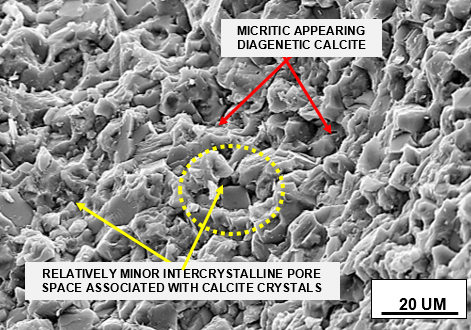 MICRITIC APPEARING
DIAGENETIC CALCITE
RELATIVELY MINOR INTERCRYSTALLINE PORE
SPACE ASSOCIATED WITH CALCITE CRYSTALS
20 UM